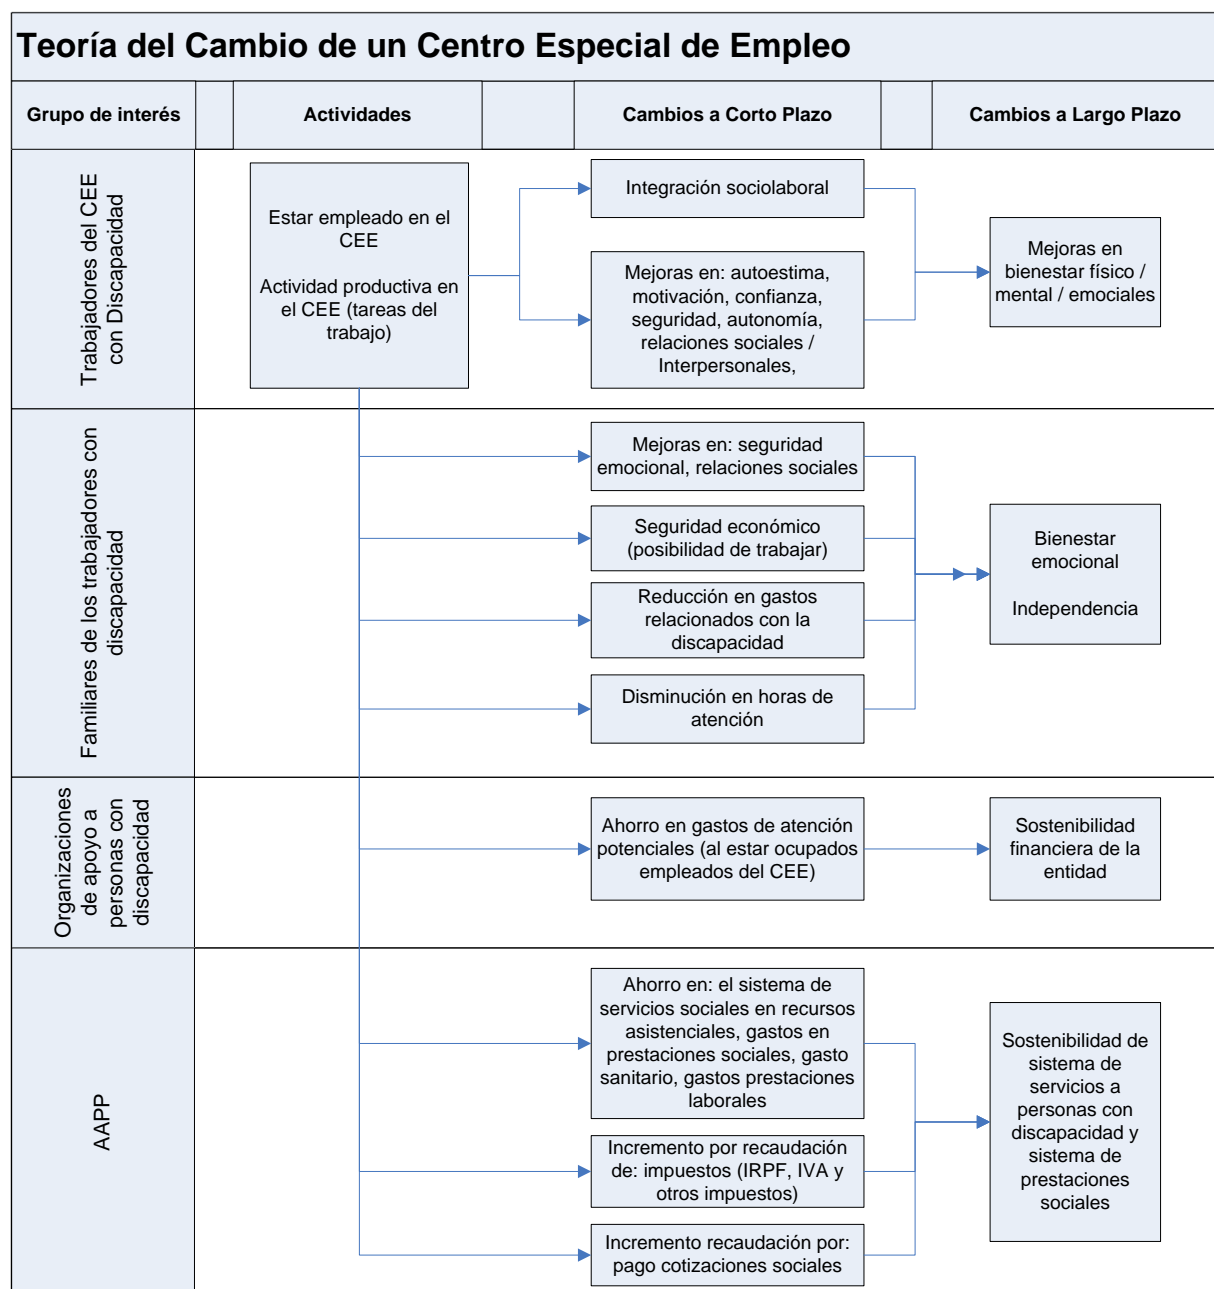 Teoría del Cambio de un Centro Especial de Empleo
Grupo de interés
Actividades
Cambios a Corto Plazo
Cambios a Largo Plazo
Trabajadores del CEE
con Discapacidad
Estar empleado en el
CEE
Actividad productiva en
el CEE (tareas del
trabajo)
Integración sociolaboral
Mejoras en: autoestima,
motivación, confianza,
seguridad, autonomía,
relaciones sociales /
Interpersonales,
Mejoras en
bienestar físico /
mental / emociales
Familiares de los trabajadores con
discapacidad
Mejoras en: seguridad
emocional, relaciones sociales
Seguridad económico
(posibilidad de trabajar)
Reducción en gastos
relacionados con la
discapacidad
Disminución en horas de
atención
Bienestar
emocional
Independencia
Organizaciones
de apoyo a
personas con
discapacidad
Ahorro en gastos de atención
potenciales (al estar ocupados
empleados del CEE)
Sostenibilidad
financiera de la
entidad
AAPP
Ahorro en: el sistema de
servicios sociales en recursos
asistenciales, gastos en
prestaciones sociales, gasto
sanitario, gastos prestaciones
laborales
Incremento por recaudación
de: impuestos (IRPF, IVA y
otros impuestos)
Incremento recaudación por:
pago cotizaciones sociales
Sostenibilidad de
sistema de
servicios a
personas con
discapacidad y
sistema de
prestaciones
sociales